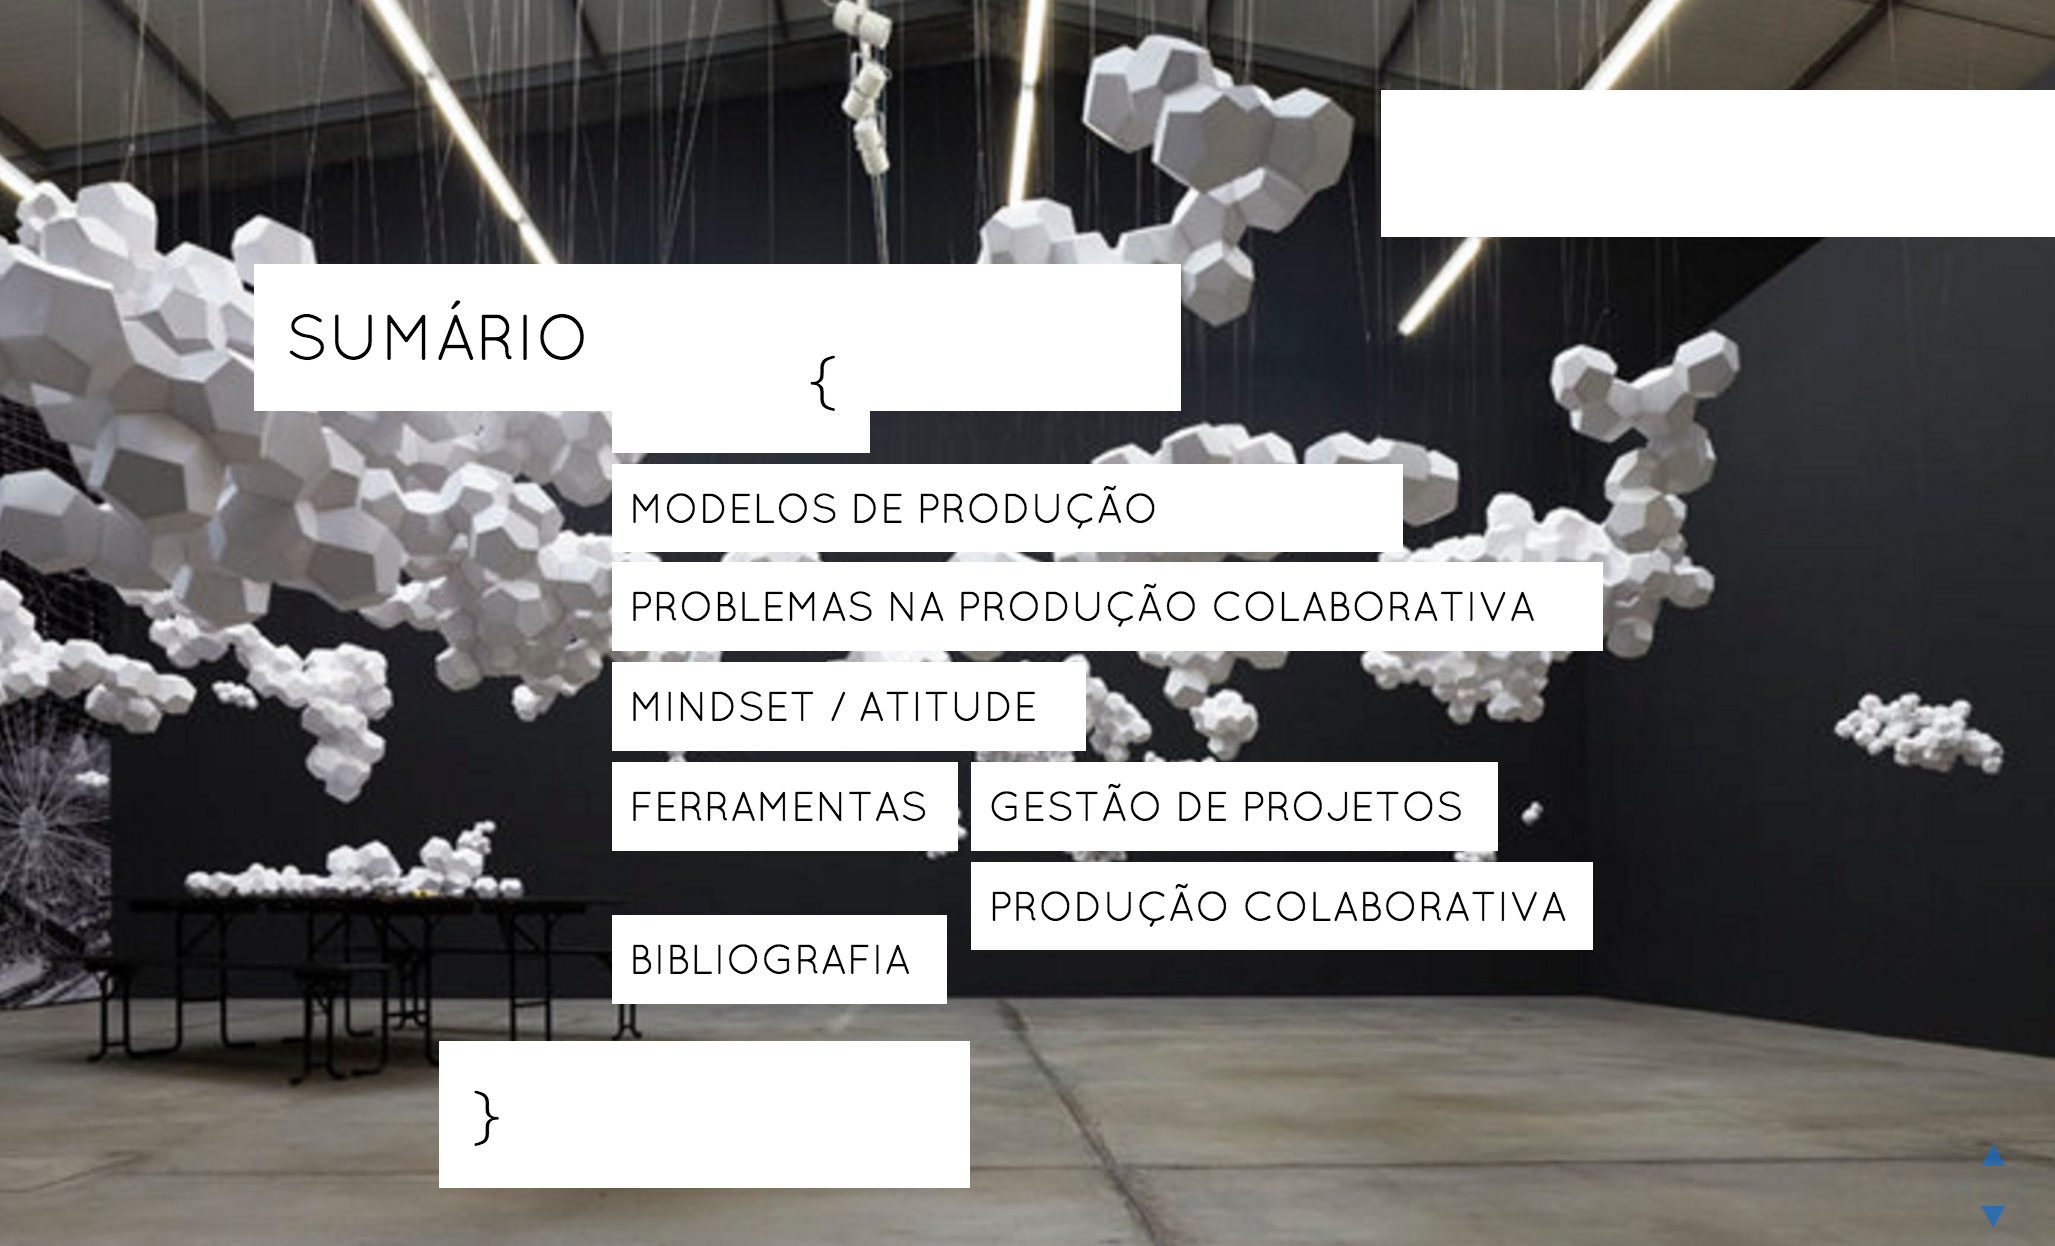 SUMÁRIO
{
MODELOS DE PRODUÇÃO
PROBLEMAS NA PRODUÇÃO COLABORATIVA
MINDSET / ATITUDE
FERRAMENTAS GESTÃO DE PROJETOS
PRODUÇÃO COLABORATIVA
BIBLIOGRAFIA
}